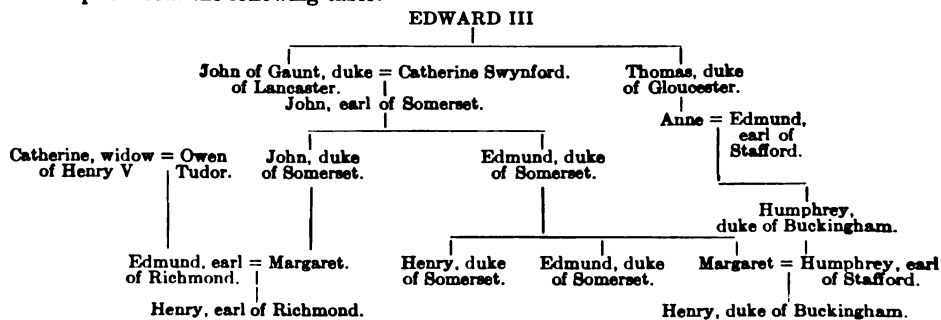 EDWARD III
John of Gaunt, duke = Catherine Swynford. Thomas, duke
of Lancaster. of Gloucester.
John, earl of Somerset.
Anne = Edmund,
earl of
Stafford.
Catherine, widow = Owen John, duke Edmund, duke
of Henry V Tudor. of Somerset. of Somerset.
Humphrey,
duke of Buckingham.
Edmund, earl = Margaret. Henry, duke Edmund, duke Margaret = Humphrey, earl
of Richmond. of Somerset. of Somerset. of Stafford.
Henry, earl of Richmond. Henry, duke of Buckingham.